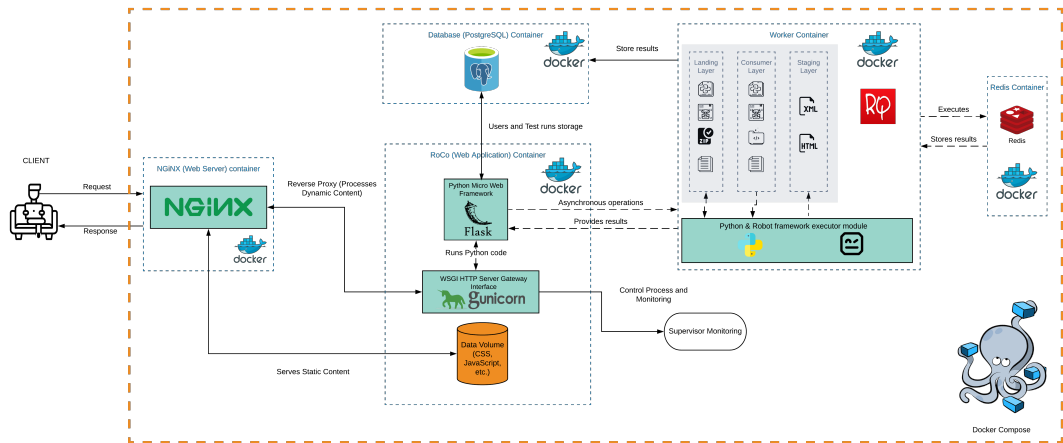 Database (PostgreSQL) Container
docker
Store results
Worker Container
docker
Landing
Layer
Consumer
Layer
Staging
Layer
ZIP
XML
HTML
RQ
Executes
Stores results
Redis Container
Redis
docker
Users and Test runs storage
CLIENT
Request
Response
NGiNX (Web Server) container
NGiNX
docker
Reverse Proxy (Processes
Dynamic Content)
RoCo (Web Application) Container
docker
Python Micro Web
Framework
Flask
Asynchronous operations
Provides results
Python & Robot framework executor module
Runs Python code
WSGI HTTP Server Gateway
Interface
gunicorn
Control Process and
Monitoring
Supervisor Monitoring
Data Volume
(CSS,
JavaScript,
etc.)
Serves Static Content
Docker Compose